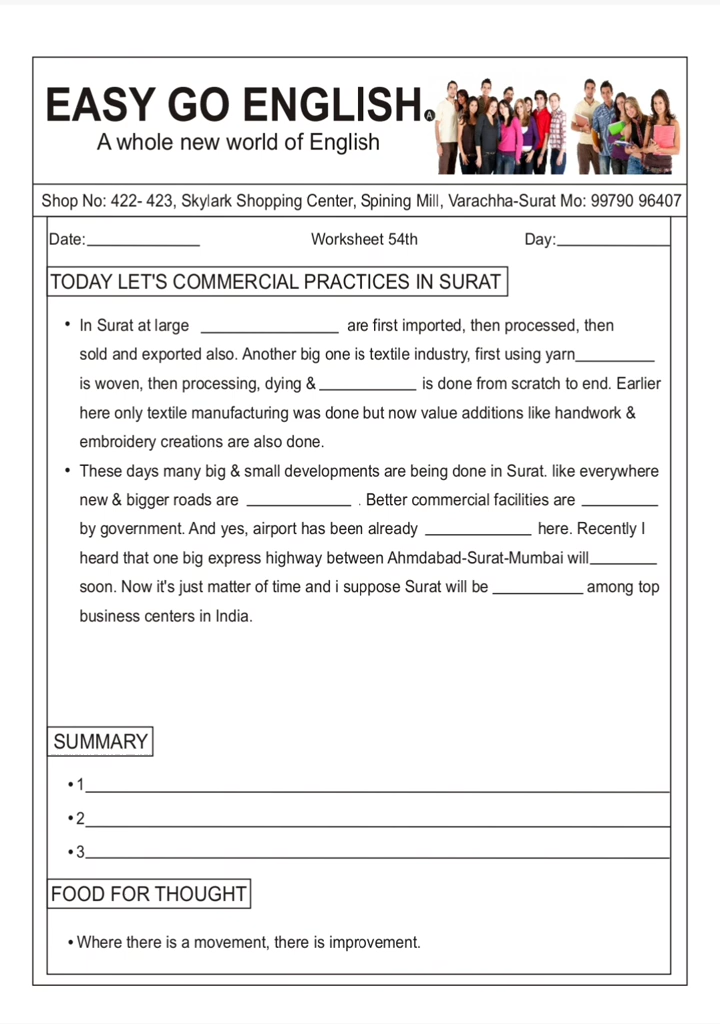 EASY GO ENGLISH.
A whole new world of English
Shop No: 422- 423, Skylark Shopping Center, Spining Mill, Varachha-Surat Mo: 99790 96407
Date:_____________ Worksheet 54th Day:_____________
TODAY LET'S COMMERCIAL PRACTICES IN SURAT
• In Surat at large ________________ are first imported, then processed, then
sold and exported also. Another big one is textile industry, first using yarn_________
is woven, then processing, dying & ___________ is done from scratch to end. Earlier
here only textile manufacturing was done but now value additions like handwork &
embroidery creations are also done.
• These days many big & small developments are being done in Surat. like everywhere
new & bigger roads are ____________ . Better commercial facilities are _________
by government. And yes, airport has been already ____________ here. Recently I
heard that one big express highway between Ahmdabad-Surat-Mumbai will________
soon. Now it's just matter of time and i suppose Surat will be __________ among top
business centers in India.
SUMMARY
• 1____________________
• 2____________________
• 3____________________
FOOD FOR THOUGHT
• Where there is a movement, there is improvement.